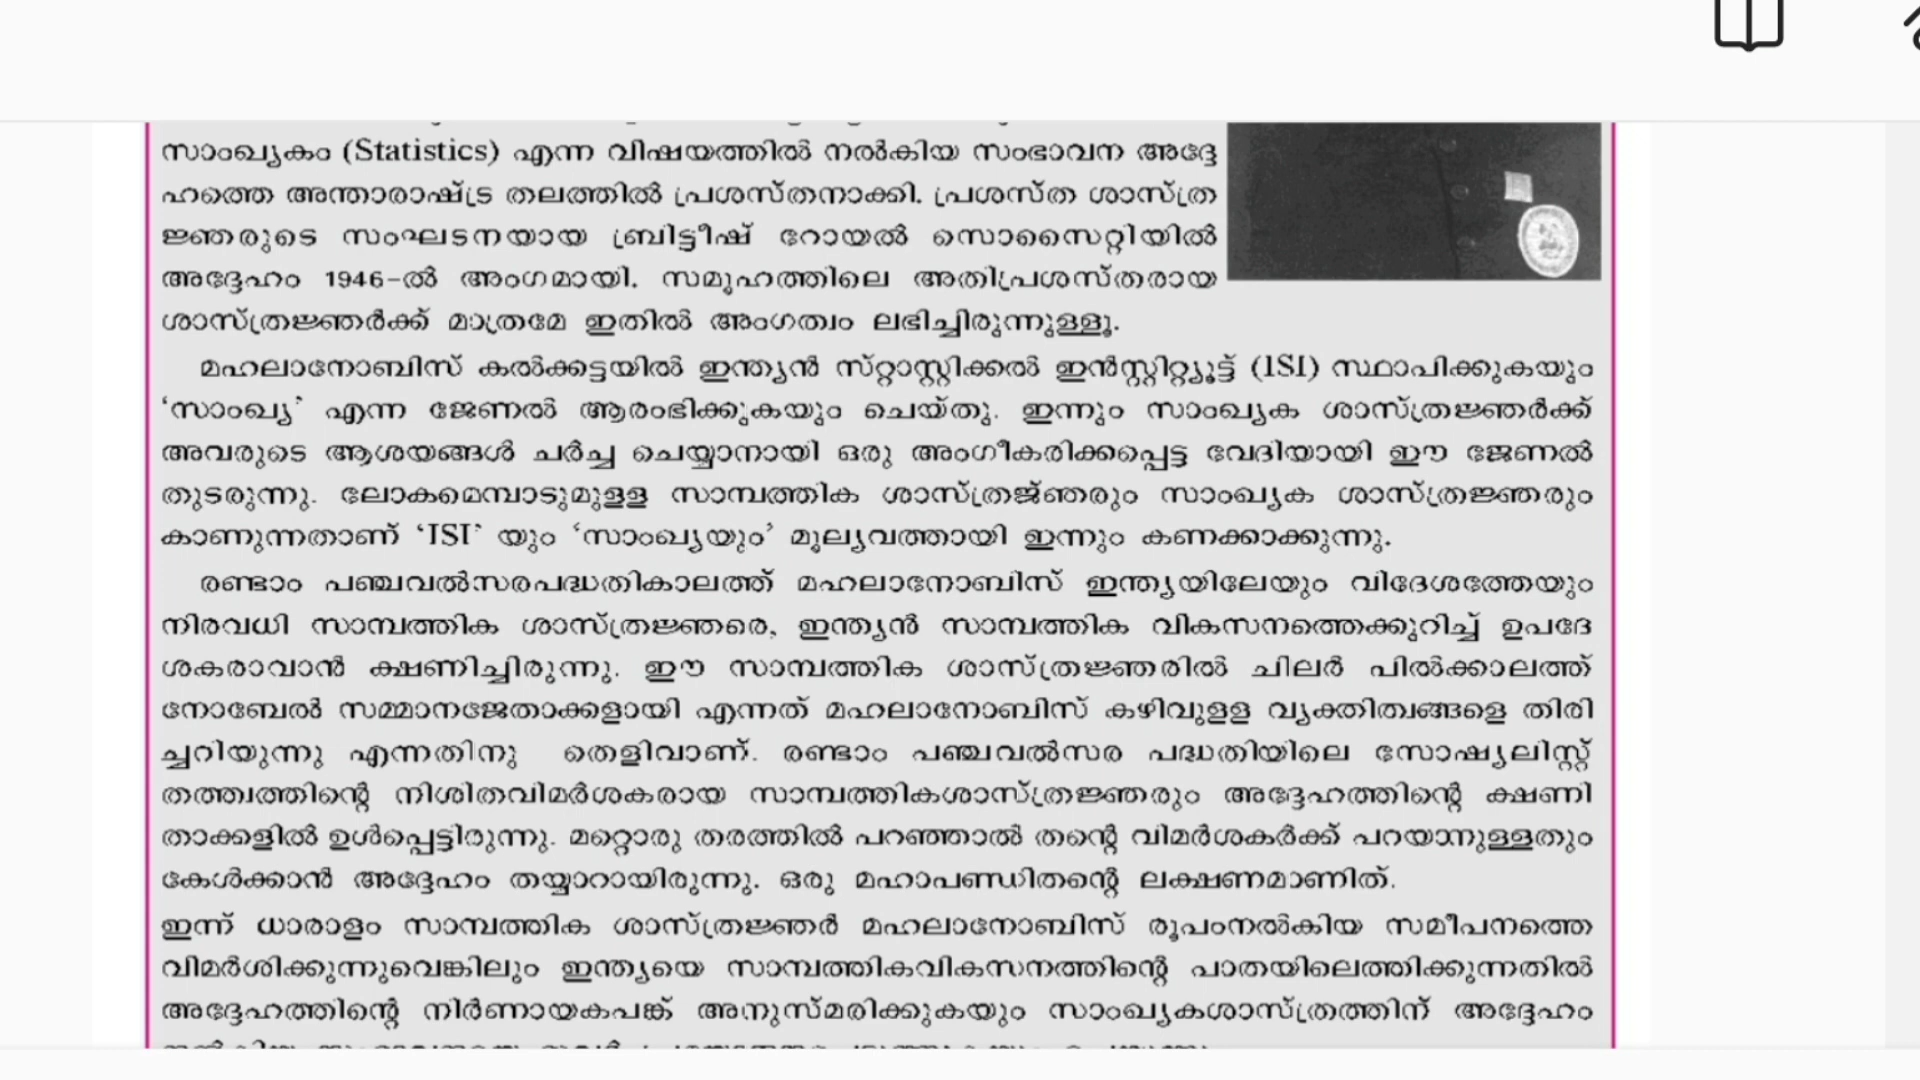 സാംഖ്യകം (Statistics) എന്ന വിഷയത്തിൽ നൽകിയ സംഭാവന അദ്ദേ
ഹത്തെ അന്താരാഷ്ട്ര തലത്തിൽ പ്രശസ്തനാക്കി. പ്രശസ്ത ശാസ്ത്ര
ജ്ഞരുടെ സംഘടനയായ ബ്രിട്ടീഷ് റോയൽ സൊസൈറ്റിയിൽ
അദ്ദേഹം 1946-ൽ അംഗമായി. സമൂഹത്തിലെ അതിപ്രശസ്തരായ
ശാസ്ത്രജ്ഞർക്ക് മാത്രമേ ഇതിൽ അംഗത്വം ലഭിച്ചിരുന്നുള്ളൂ.
മഹലാനോബിസ് കൽക്കട്ടയിൽ ഇന്ത്യൻ സ്റ്റാസ്റ്റിക്കൽ ഇൻസ്റ്റിറ്റ്യൂട്ട് (ISI) സ്ഥാപിക്കുകയും
‘സാംഖ്യ’ എന്ന ജേണൽ ആരംഭിക്കുകയും ചെയ്തു. ഇന്നും സാംഖ്യക ശാസ്ത്രജ്ഞർക്ക്
അവരുടെ ആശയങ്ങൾ ചർച്ച ചെയ്യാനായി ഒരു അംഗീകരിക്കപ്പെട്ട വേദിയായി ഈ ജേണൽ
തുടരുന്നു. ലോകമെമ്പാടുമുള്ള സാമ്പത്തിക ശാസ്ത്രജ്ഞരും സാംഖ്യക ശാസ്ത്രജ്ഞരും
കാണുന്നതാണ് ‘ISI’ യും ‘സാംഖ്യയും’ മൂല്യവത്തായി ഇന്നും കണക്കാക്കുന്നു.
രണ്ടാം പഞ്ചവൽസരപദ്ധതികാലത്ത് മഹലാനോബിസ് ഇന്ത്യയിലേയും വിദേശത്തേയും
നിരവധി സാമ്പത്തിക ശാസ്ത്രജ്ഞരെ, ഇന്ത്യൻ സാമ്പത്തിക വികസനത്തെക്കുറിച്ച് ഉപദേ
ശകരാവാൻ ക്ഷണിച്ചിരുന്നു. ഈ സാമ്പത്തിക ശാസ്ത്രജ്ഞരിൽ ചിലർ പിൽക്കാലത്ത്
നോബേൽ സമ്മാനജേതാക്കളായി എന്നത് മഹലാനോബിസ് കഴിവുള്ള വ്യക്തിത്വങ്ങളെ തിരി
ച്ചറിയുന്നു എന്നതിനു തെളിവാണ്. രണ്ടാം പഞ്ചവൽസര പദ്ധതിയിലെ സോഷ്യലിസ്റ്റ്
തത്ത്വത്തിന്റെ നിശിതവിമർശകരായ സാമ്പത്തികശാസ്ത്രജ്ഞരും അദ്ദേഹത്തിന്റെ ക്ഷണി
താക്കളിൽ ഉൾപ്പെട്ടിരുന്നു. മറ്റൊരു തരത്തിൽ പറഞ്ഞാൽ തന്റെ വിമർശകർക്ക് പറയാനുള്ളതും
കേൾക്കാൻ അദ്ദേഹം തയ്യാറായിരുന്നു. ഒരു മഹാപണ്ഡിതന്റെ ലക്ഷണമാണിത്.
ഇന്ന് ധാരാളം സാമ്പത്തിക ശാസ്ത്രജ്ഞർ മഹലാനോബിസ് രൂപംനൽകിയ സമീപനത്തെ
വിമർശിക്കുന്നുവെങ്കിലും ഇന്ത്യയെ സാമ്പത്തികവികസനത്തിന്റെ പാതയിലെത്തിക്കുന്നതിൽ
അദ്ദേഹത്തിന്റെ നിർണായകപങ്ക് അനുസ്മരിക്കുകയും സാംഖ്യകശാസ്ത്രത്തിന് അദ്ദേഹം